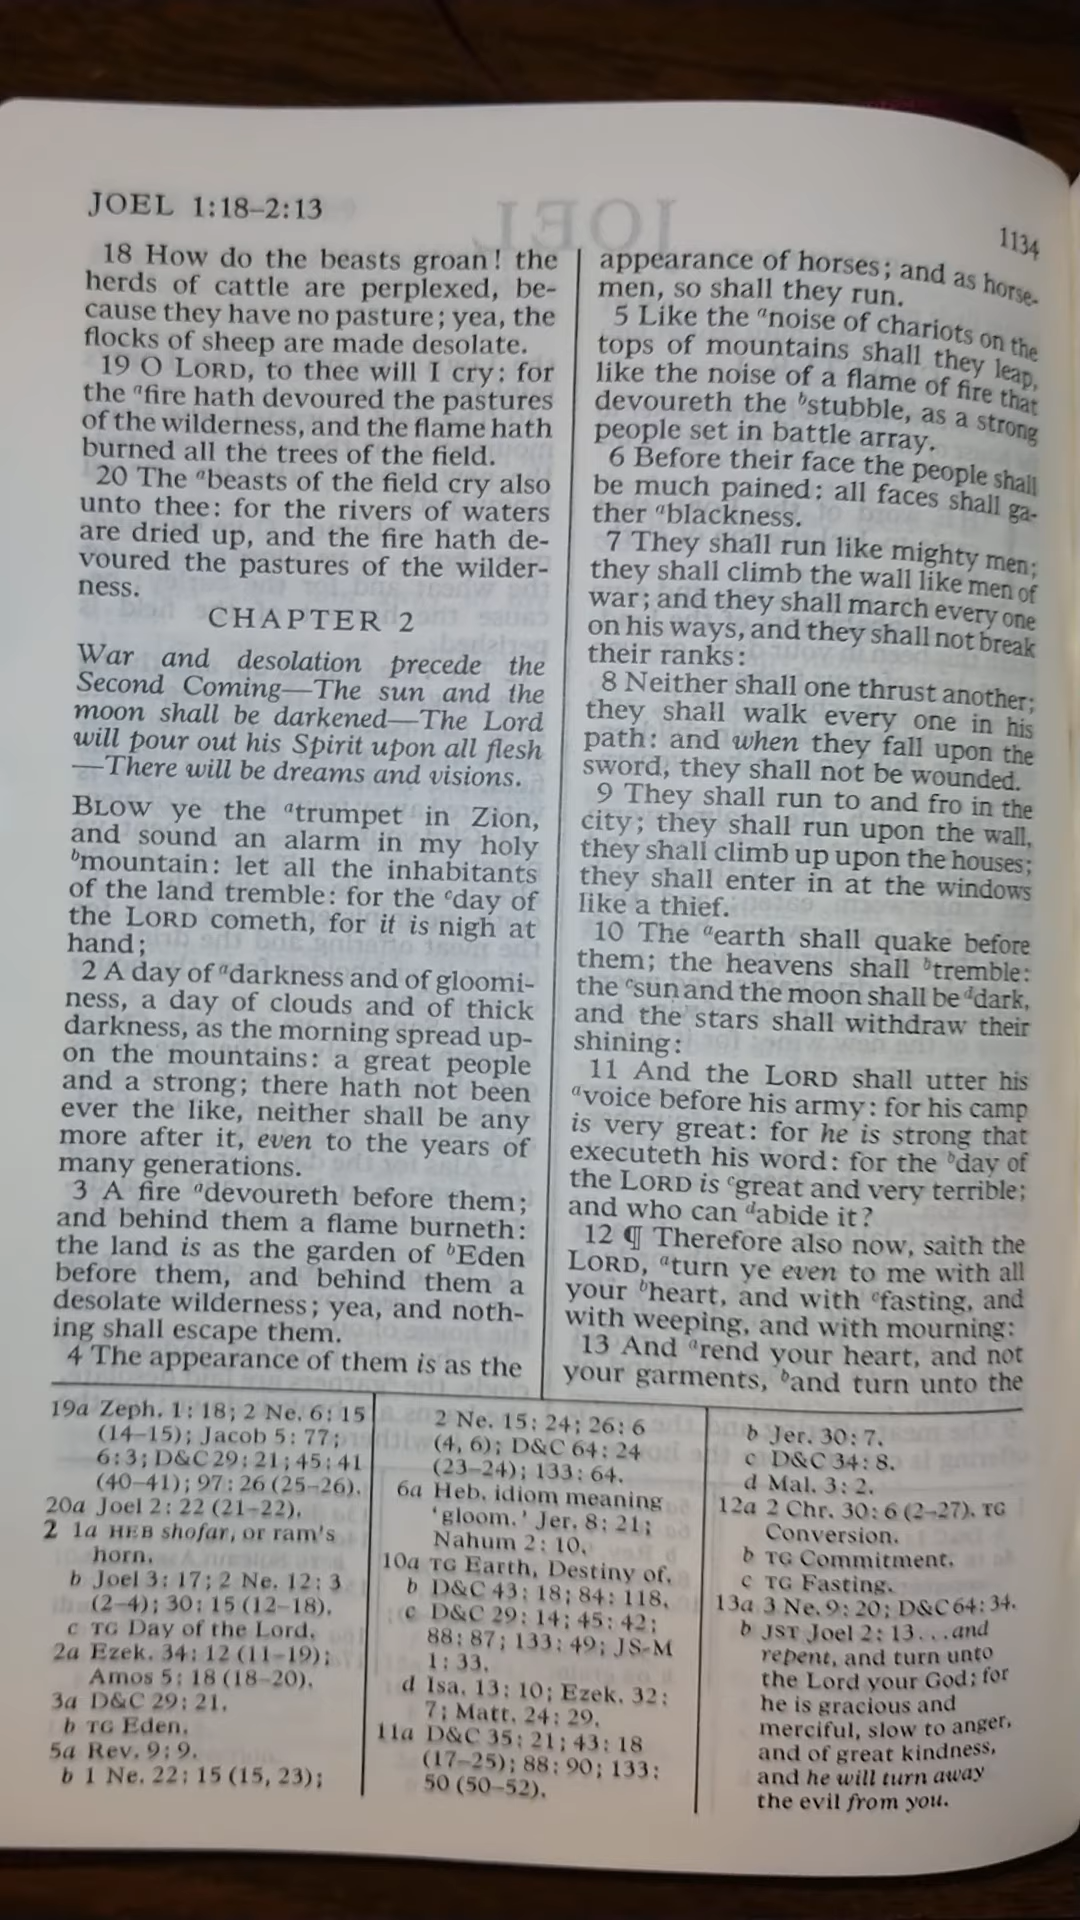 JOEL 1:18–2:13
1134
18 How do the beasts groan! the
herds of cattle are perplexed, be-
cause they have no pasture; yea, the
flocks of sheep are made desolate.
19 O LORD, to thee will I cry: for
the afire hath devoured the pastures
of the wilderness, and the flame hath
burned all the trees of the field.
20 The abeasts of the field cry also
unto thee: for the rivers of waters
are dried up, and the fire hath de-
voured the pastures of the wilder-
ness.
CHAPTER 2
War and desolation precede the
Second Coming—The sun and the
moon shall be darkened—The Lord
will pour out his Spirit upon all flesh
—There will be dreams and visions.
BLOW ye the atrumpet in Zion,
and sound an alarm in my holy
bmountain: let all the inhabitants
of the land tremble: for the cday of
the LORD cometh, for it is nigh at
hand;
2 A day of adarkness and of gloomi-
ness, a day of clouds and of thick
darkness, as the morning spread up-
on the mountains: a great people
and a strong; there hath not been
ever the like, neither shall be any
more after it, even to the years of
many generations.
3 A fire adevoureth before them;
and behind them a flame burneth:
the land is as the garden of bEden
before them, and behind them a
desolate wilderness; yea, and noth-
ing shall escape them.
4 The appearance of them is as the
appearance of horses; and as horse-
men, so shall they run.
5 Like the anoise of chariots on the
tops of mountains shall they leap,
like the noise of a flame of fire that
devoureth the bstubble, as a strong
people set in battle array.
6 Before their face the people shall
be much pained: all faces shall ga-
ther ablackness.
7 They shall run like mighty men;
they shall climb the wall like men of
war; and they shall march every one
on his ways, and they shall not break
their ranks:
8 Neither shall one thrust another;
they shall walk every one in his
path: and when they fall upon the
sword, they shall not be wounded.
9 They shall run to and fro in the
city; they shall run upon the wall,
they shall climb up upon the houses;
they shall enter in at the windows
like a thief.
10 The aearth shall quake before
them; the heavens shall btremble:
the csun and the moon shall be ddark,
and the stars shall withdraw their
shining:
11 And the LORD shall utter his
avoice before his army: for his camp
is very great: for he is strong that
executeth his word: for the bday of
the LORD is cgreat and very terrible;
and who can dabide it?
12 ¶ Therefore also now, saith the
LORD, aturn ye even to me with all
your bheart, and with cfasting, and
with weeping, and with mourning:
13 And arend your heart, and not
your garments, band turn unto the
19a Zeph. 1:18; 2 Ne. 6:15
(14–15); Jacob 5:77;
6:3; D&C 29:21; 45:41
(40–41); 97:26 (25–26).
20a Joel 2:22 (21–22).
2 1a HEB shofar, or ram's
horn.
b Joel 3:17; 2 Ne. 12:3
(2–4); 30:15 (12–18).
c TG Day of the Lord.
2a Ezek. 34:12 (11–19);
Amos 5:18 (18–20).
3a D&C 29:21.
b TG Eden.
5a Rev. 9:9.
b 1 Ne. 22:15 (15, 23);
2 Ne. 15:24; 26:6
(4, 6); D&C 64:24
(23–24); 133:64.
6a Heb. idiom meaning
'gloom.' Jer. 8:21;
Nahum 2:10.
10a TG Earth, Destiny of.
b D&C 43:18; 84:118.
c D&C 29:14; 45:42;
88:87; 133:49; JS-M
1:33.
d Isa. 13:10; Ezek. 32:
7; Matt. 24:29.
11a D&C 35:21; 43:18
(17–25); 88:90; 133:
50 (50–52).
b Jer. 30:7.
c D&C 34:8.
d Mal. 3:2.
12a 2 Chr. 30:6 (2–27). TG
Conversion.
b TG Commitment.
c TG Fasting.
13a 3 Ne. 9:20; D&C 64:34.
b JST Joel 2:13 . . . and
repent, and turn unto
the Lord your God; for
he is gracious and
merciful, slow to anger,
and of great kindness,
and he will turn away
the evil from you.